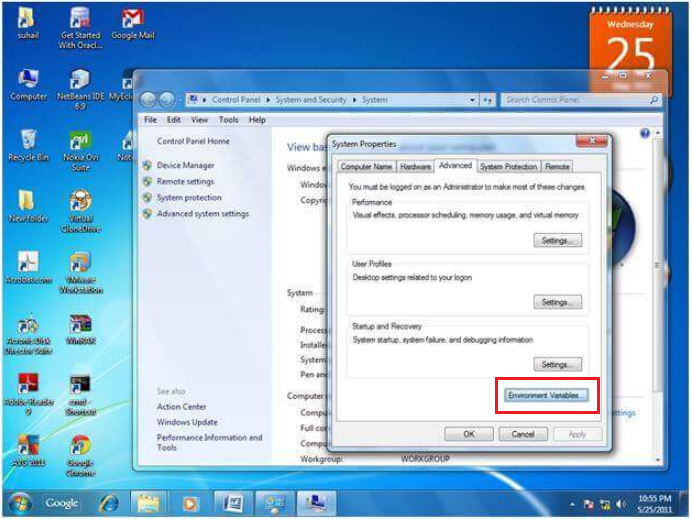 Wednesday
25
suhail
Get Started With Oracl...
Google Mail
Computer
NetBeans IDE 6.9
MyEcl
Recycle Bin
Nokia Ovi Suite
Not
New folder
Virtual CloneDrive
Acrobat.com
VMware Workstation
Acronis Disk Director Suite
WinRAR
Adobe Reader 9
cmd - Shortcut
AVG 2011
Google Chrome
Control Panel
System and Security
System
Search Control Panel
File Edit View Tools Help
Control Panel Home
Device Manager
Remote settings
System protection
Advanced system settings
See also
Action Center
Windows Update
Performance Information and Tools
View bas
Windows e
Windo
Copyri
System
Rating:
Process
Installe
System
Pen and
Computer
Compu
Full cor
Compu
Workgroup: WORKGROUP
ttings
System Properties
Computer Name Hardware Advanced System Protection Remote
You must be logged on as an Administrator to make most of these changes.
Performance
Visual effects, processor scheduling, memory usage, and virtual memory
Settings...
User Profiles
Desktop settings related to your logon
Settings...
Startup and Recovery
System startup, system failure, and debugging information
Settings...
Environment Variables...
OK Cancel Apply
Google
10:55 PM
5/25/2011